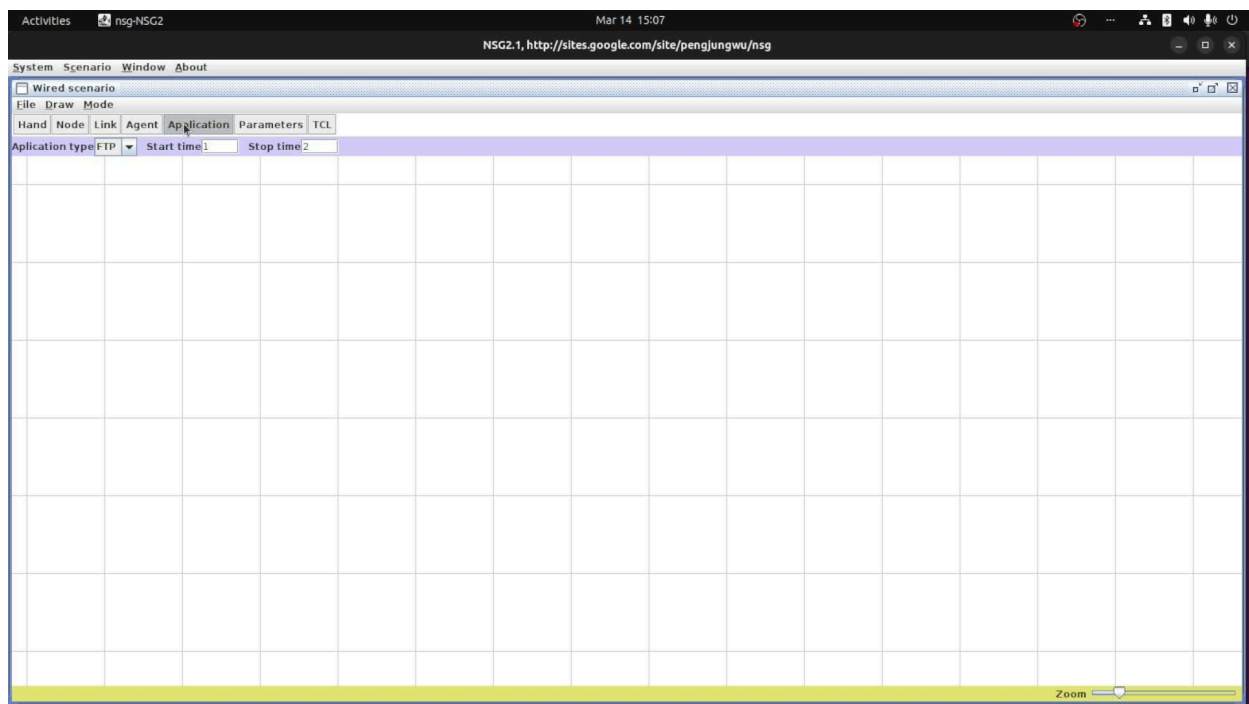 Activities nsg-NSG2 Mar 14 15:07
NSG2.1, http://sites.google.com/site/pengjungwu/nsg
System Scenario Window About
Wired scenario
File Draw Mode
Hand Node Link Agent Application Parameters TCL
Aplication type FTP Start time 1 Stop time 2
Zoom